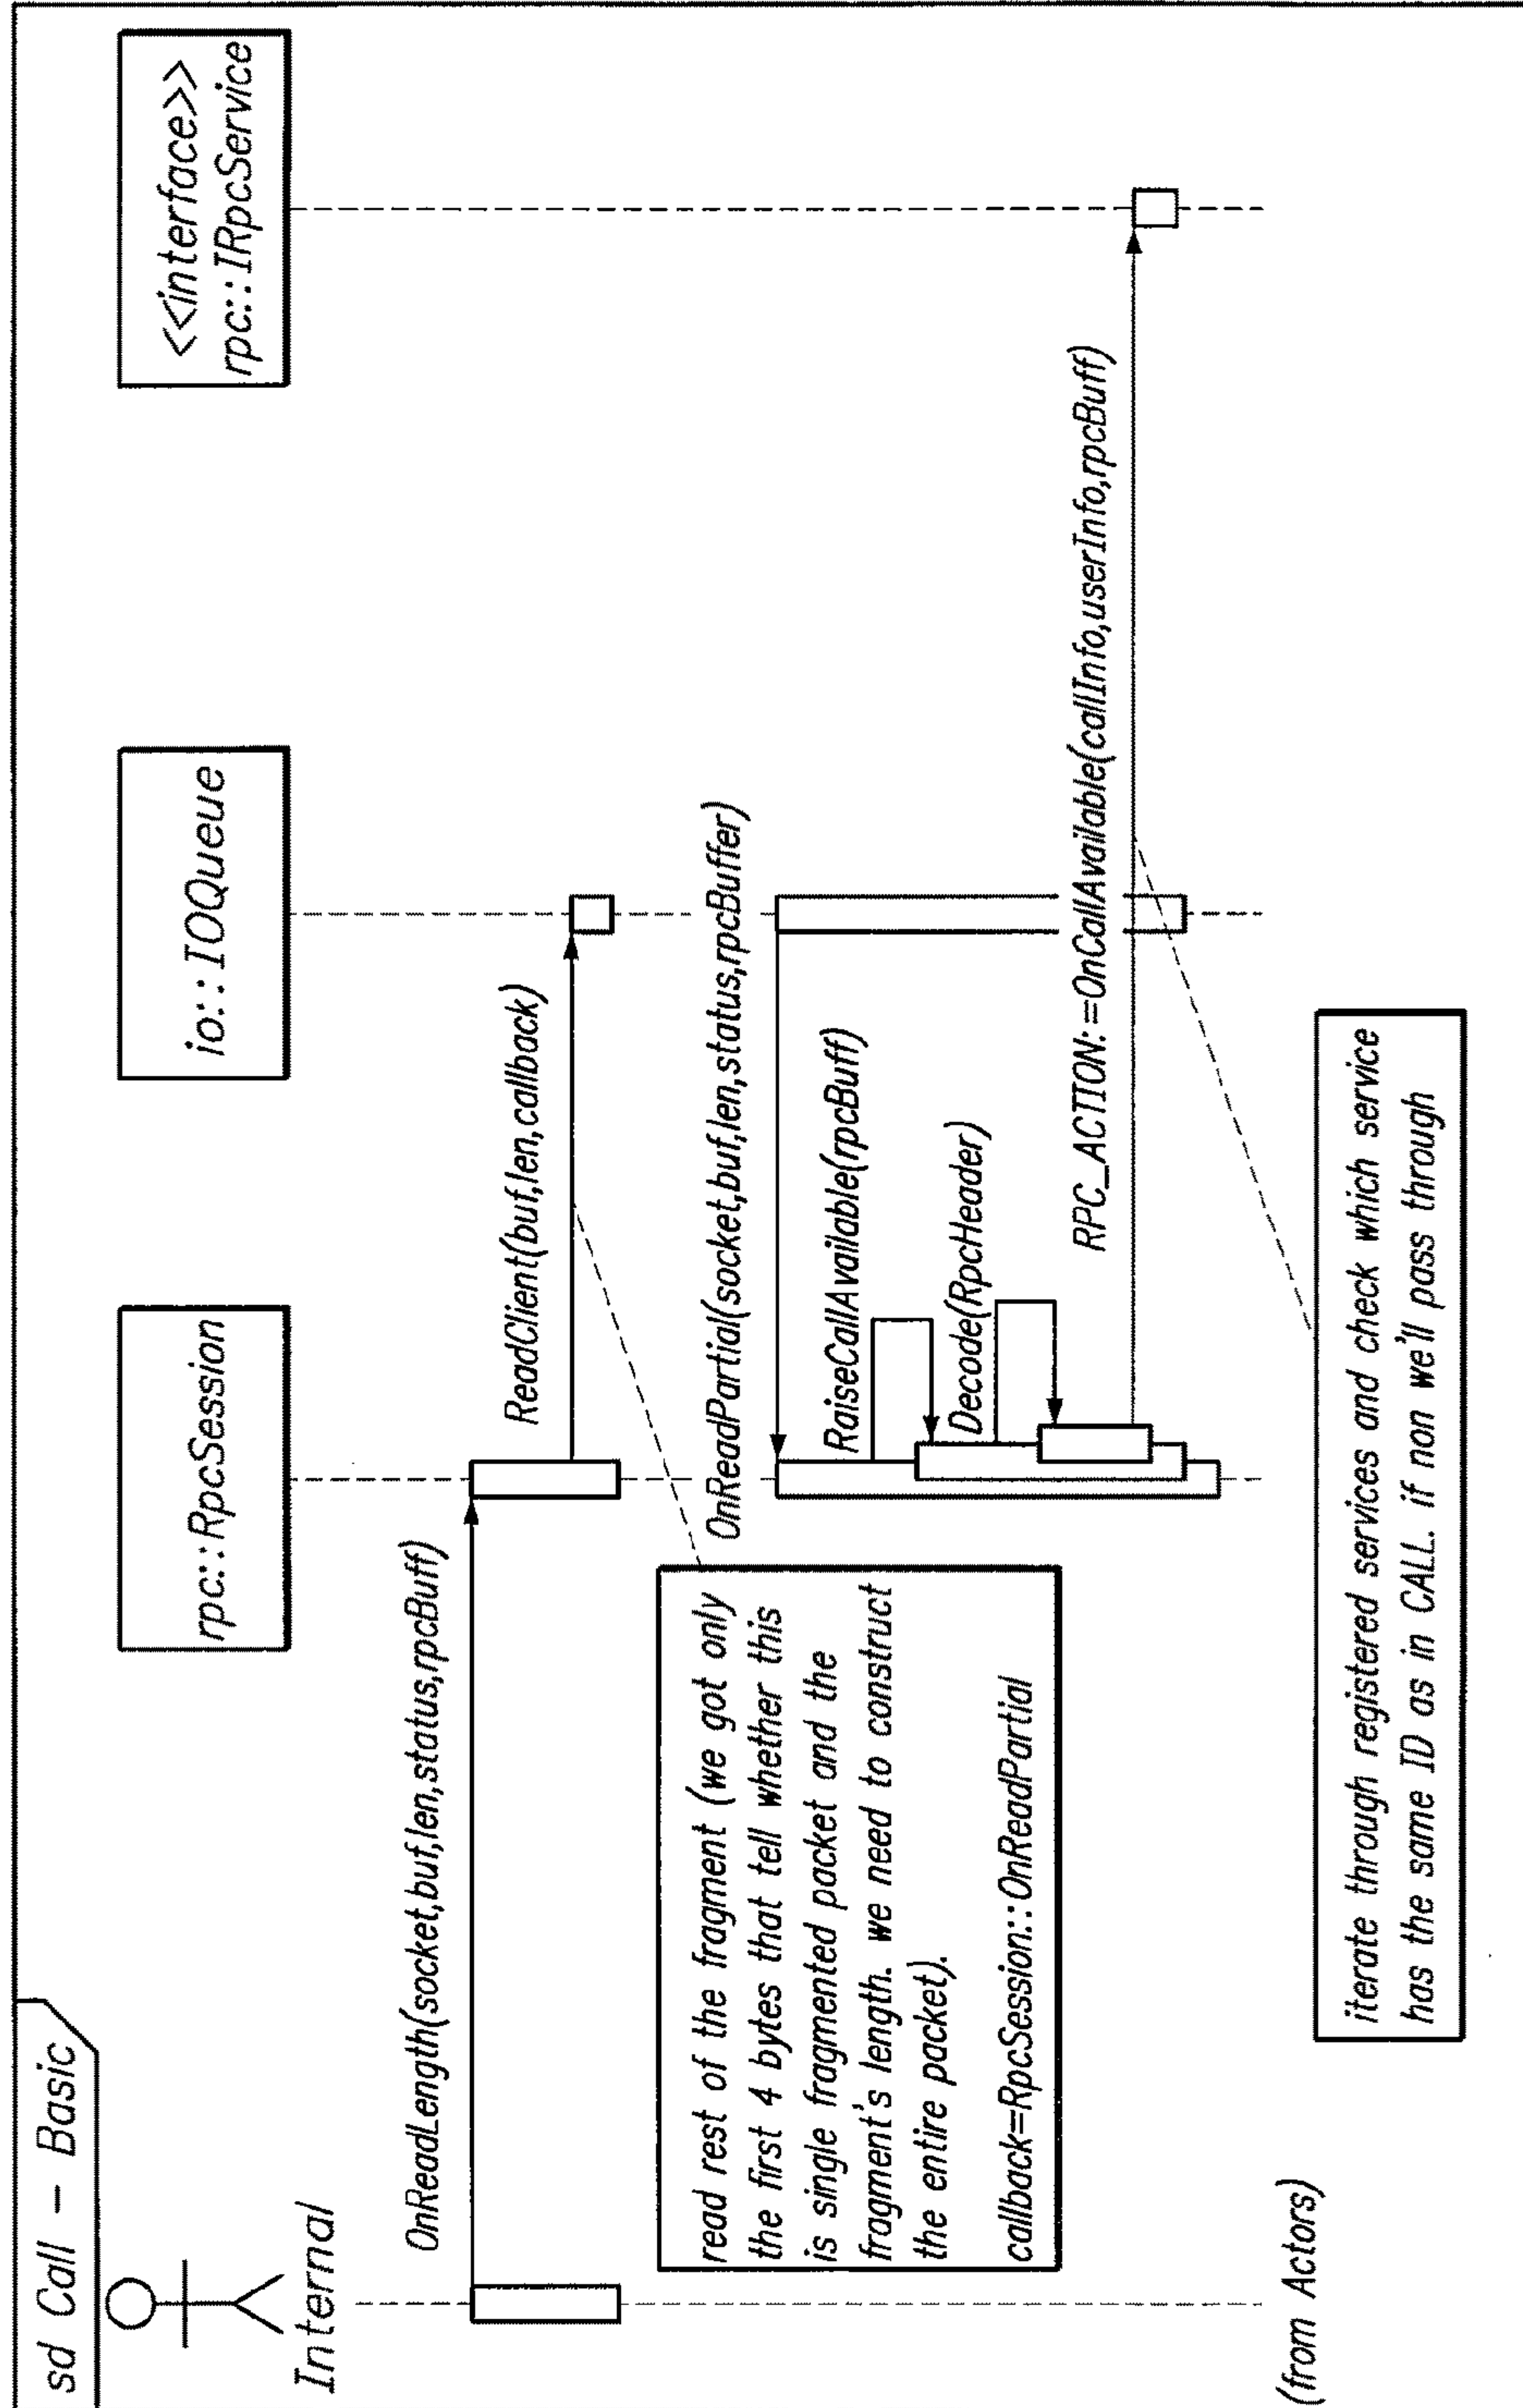 sd Call - Basic
Internal
rpc::RpcSession
io::IOQueue
<<interface>>
rpc::IRpcService
OnReadLength(socket,buf,len,status,rpcBuff)
ReadClient(buf,len,callback)
read rest of the fragment (we got only
the first 4 bytes that tell whether this
is single fragmented packet and the
fragment's length. we need to construct
the entire packet).
callback=RpcSession::OnReadPartial
OnReadPartial(socket,buf,len,status,rpcBuffer)
RaiseCallAvailable(rpcBuff)
Decode(RpcHeader)
RPC_ACTION:=OnCallAvailable(callInfo,userInfo,rpcBuff)
(from Actors)
iterate through registered services and check which service
has the same ID as in CALL. if non we'll pass through